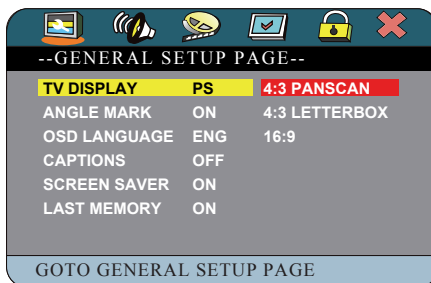 --GENERAL SETUP PAGE--
TV DISPLAY PS 4:3 PANSCAN
ANGLE MARK ON 4:3 LETTERBOX
OSD LANGUAGE ENG 16:9
CAPTIONS OFF
SCREEN SAVER ON
LAST MEMORY ON
GOTO GENERAL SETUP PAGE